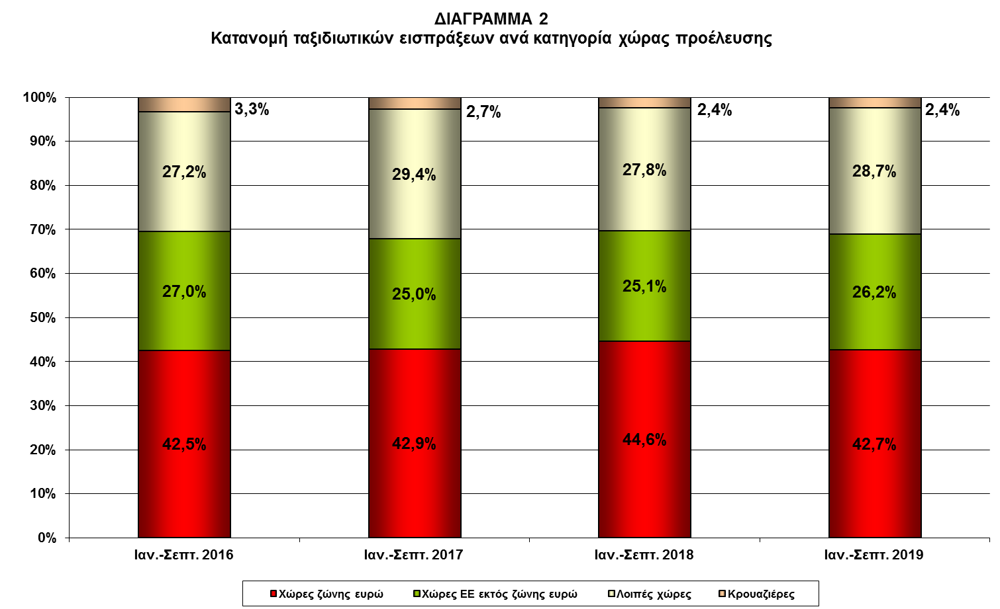 ΔΙΑΓΡΑΜΜΑ 2
Κατανομή ταξιδιωτικών εισπράξεων ανά κατηγορία χώρας προέλευσης
100%
90%
80%
70%
60%
50%
40%
30%
20%
10%
0%
3,3%
27,2%
27,0%
42,5%
2,7%
29,4%
25,0%
42,9%
2,4%
27,8%
25,1%
44,6%
2,4%
28,7%
26,2%
42,7%
Ιαν.-Σεπτ. 2016
Ιαν.-Σεπτ. 2017
Ιαν.-Σεπτ. 2018
Ιαν.-Σεπτ. 2019
Χώρες ζώνης ευρώ
Χώρες ΕΕ εκτός ζώνης ευρώ
Λοιπές χώρες
Κρουαζιέρες